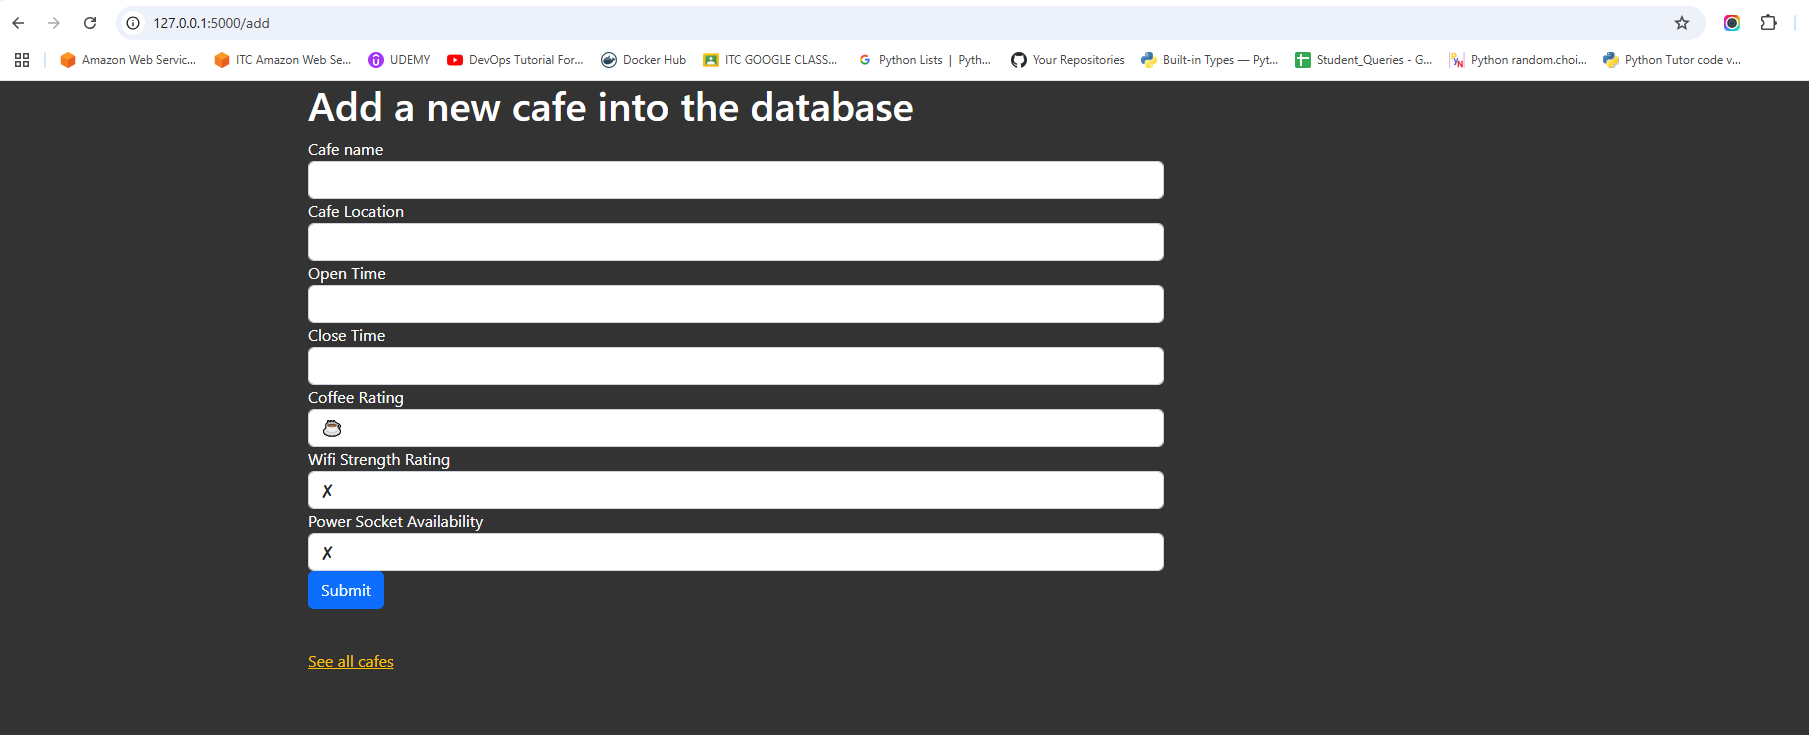 127.0.0.1:5000/add
Amazon Web Servic... ITC Amazon Web Se... UDEMY DevOps Tutorial For... Docker Hub ITC GOOGLE CLASS... Python Lists | Pyth... Your Repositories Built-in Types — Pyt... Student_Queries - G... Python random.choi... Python Tutor code v...
Add a new cafe into the database
Cafe name
Cafe Location
Open Time
Close Time
Coffee Rating
☕
Wifi Strength Rating
✗
Power Socket Availability
✗
Submit
See all cafes